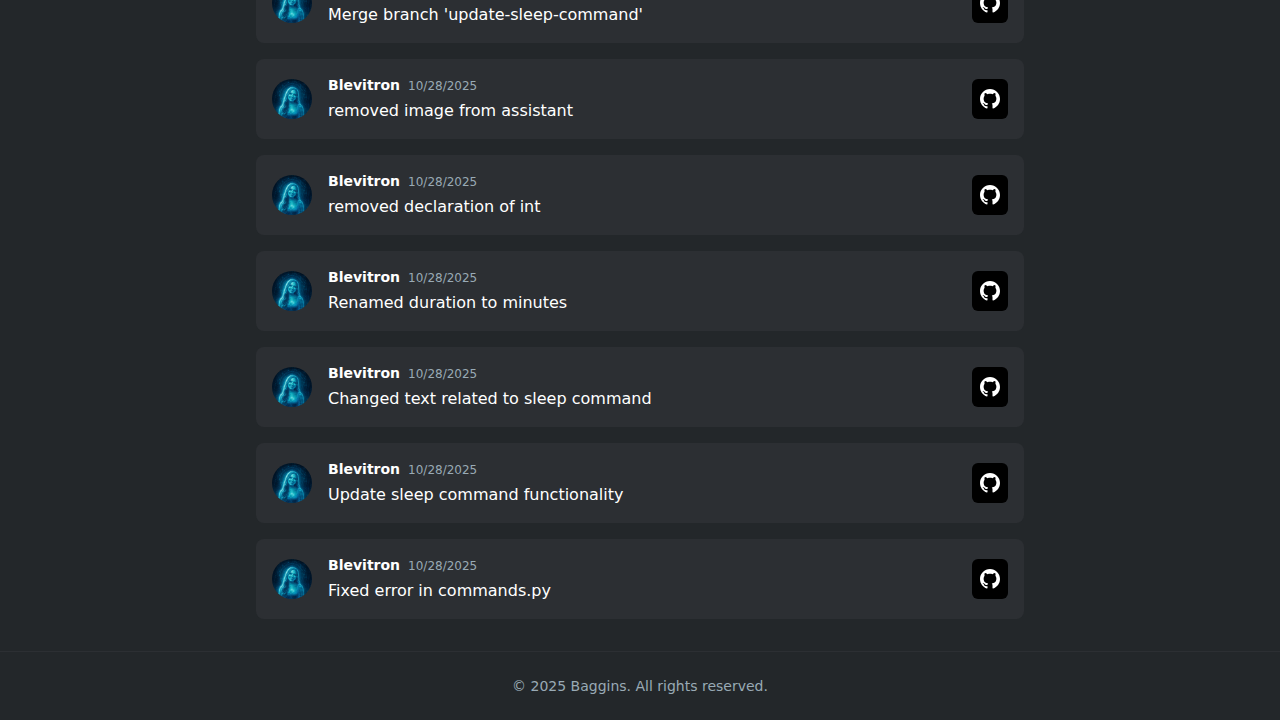 Merge branch 'update-sleep-command'
Blevitron 10/28/2025
removed image from assistant
Blevitron 10/28/2025
removed declaration of int
Blevitron 10/28/2025
Renamed duration to minutes
Blevitron 10/28/2025
Changed text related to sleep command
Blevitron 10/28/2025
Update sleep command functionality
Blevitron 10/28/2025
Fixed error in commands.py
© 2025 Baggins. All rights reserved.